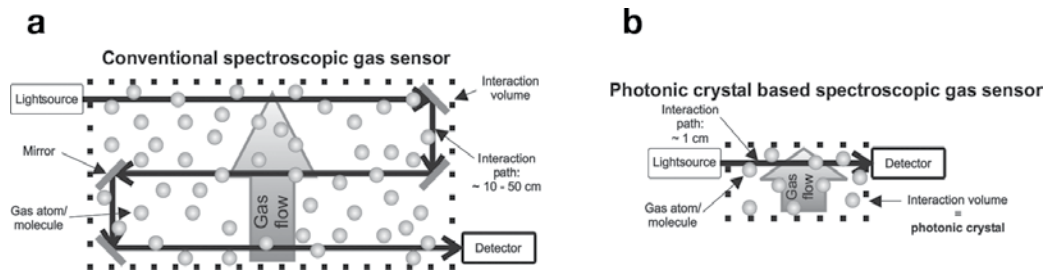 a
Conventional spectroscopic gas sensor
Lightsource
Interaction
volume
Mirror
Interaction
path:
~ 10 - 50 cm
Gas atom/
molecule
Gas
flow
Detector
b
Photonic crystal based spectroscopic gas sensor
Interaction
path:
~ 1 cm
Lightsource
Detector
Gas atom/
molecule
Gas
flow
Interaction volume
=
photonic crystal